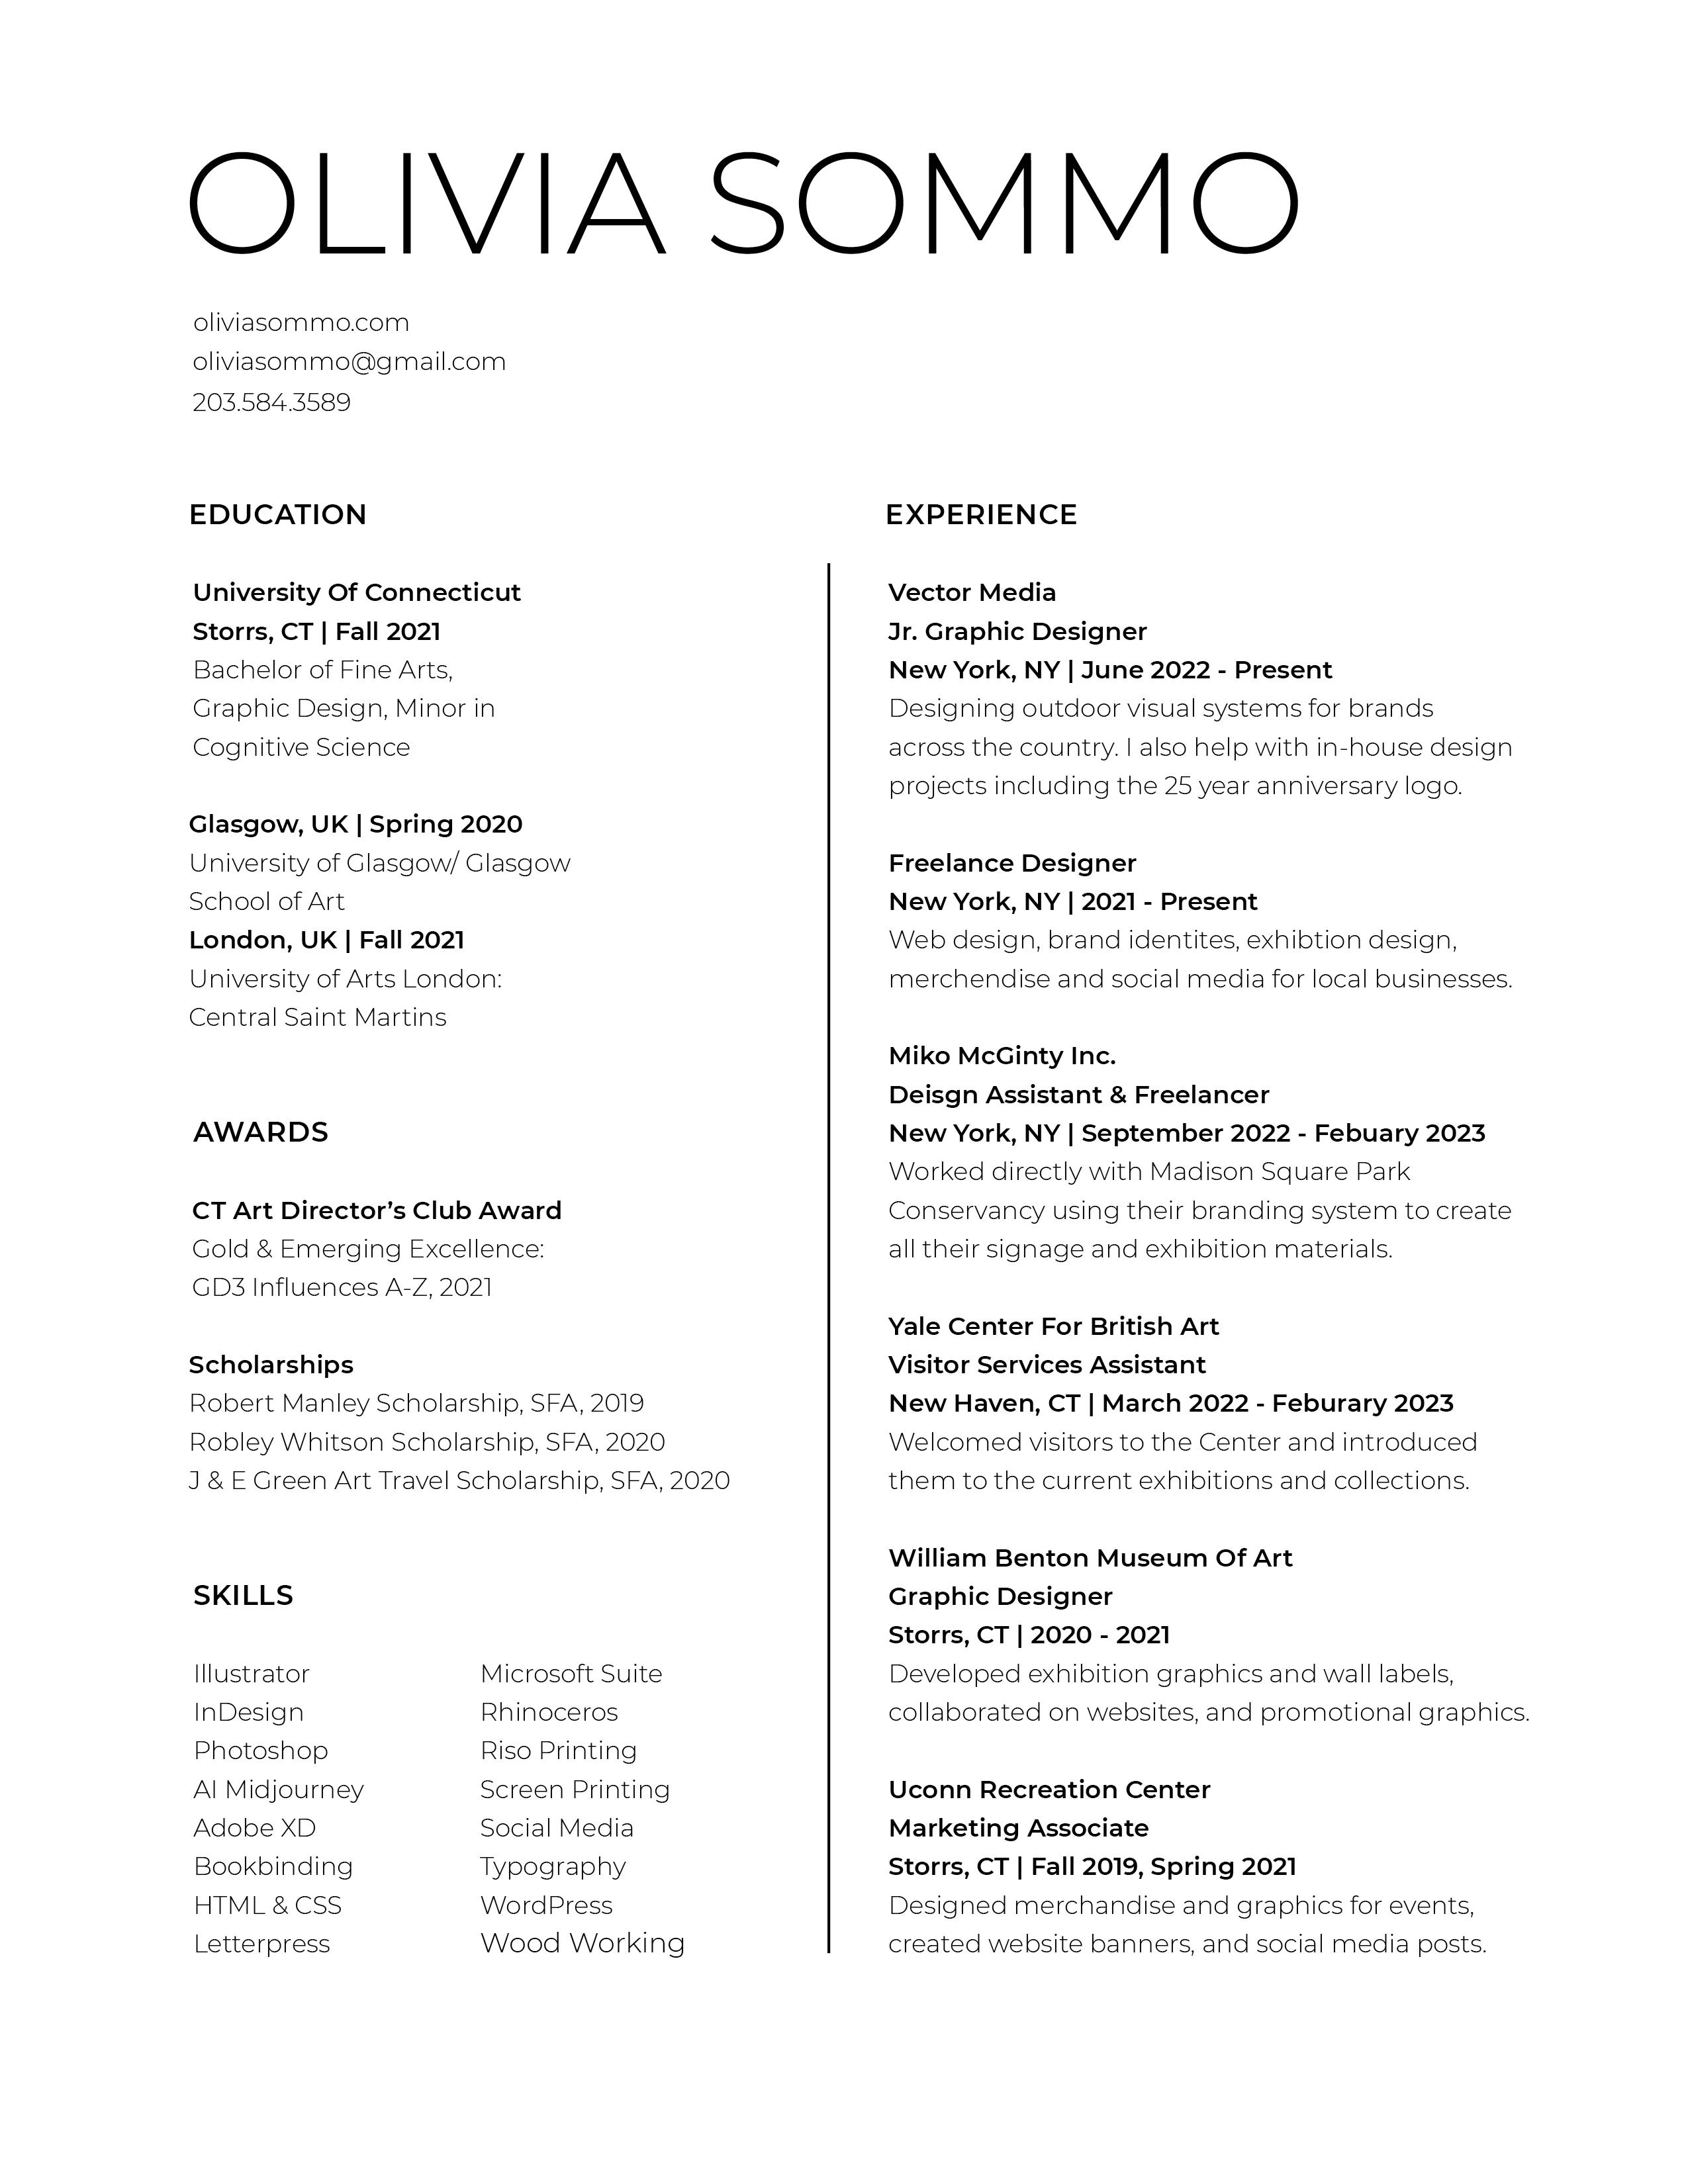 OLIVIA SOMMO
oliviasommo.com
oliviasommo@gmail.com
203.584.3589
EDUCATION
University Of Connecticut
Storrs, CT | Fall 2021
Bachelor of Fine Arts,
Graphic Design, Minor in
Cognitive Science
Glasgow, UK | Spring 2020
University of Glasgow/ Glasgow
School of Art
London, UK | Fall 2021
University of Arts London:
Central Saint Martins
AWARDS
CT Art Director’s Club Award
Gold & Emerging Excellence:
GD3 Influences A-Z, 2021
Scholarships
Robert Manley Scholarship, SFA, 2019
Robley Whitson Scholarship, SFA, 2020
J & E Green Art Travel Scholarship, SFA, 2020
SKILLS
Illustrator
InDesign
Photoshop
AI Midjourney
Adobe XD
Bookbinding
HTML & CSS
Letterpress
Microsoft Suite
Rhinoceros
Riso Printing
Screen Printing
Social Media
Typography
WordPress
Wood Working
EXPERIENCE
Vector Media
Jr. Graphic Designer
New York, NY | June 2022 - Present
Designing outdoor visual systems for brands
across the country. I also help with in-house design
projects including the 25 year anniversary logo.
Freelance Designer
New York, NY | 2021 - Present
Web design, brand identites, exhibtion design,
merchendise and social media for local businesses.
Miko McGinty Inc.
Deisgn Assistant & Freelancer
New York, NY | September 2022 - Febuary 2023
Worked directly with Madison Square Park
Conservancy using their branding system to create
all their signage and exhibition materials.
Yale Center For British Art
Visitor Services Assistant
New Haven, CT | March 2022 - Feburary 2023
Welcomed visitors to the Center and introduced
them to the current exhibitions and collections.
William Benton Museum Of Art
Graphic Designer
Storrs, CT | 2020 - 2021
Developed exhibition graphics and wall labels,
collaborated on websites, and promotional graphics.
Uconn Recreation Center
Marketing Associate
Storrs, CT | Fall 2019, Spring 2021
Designed merchandise and graphics for events,
created website banners, and social media posts.